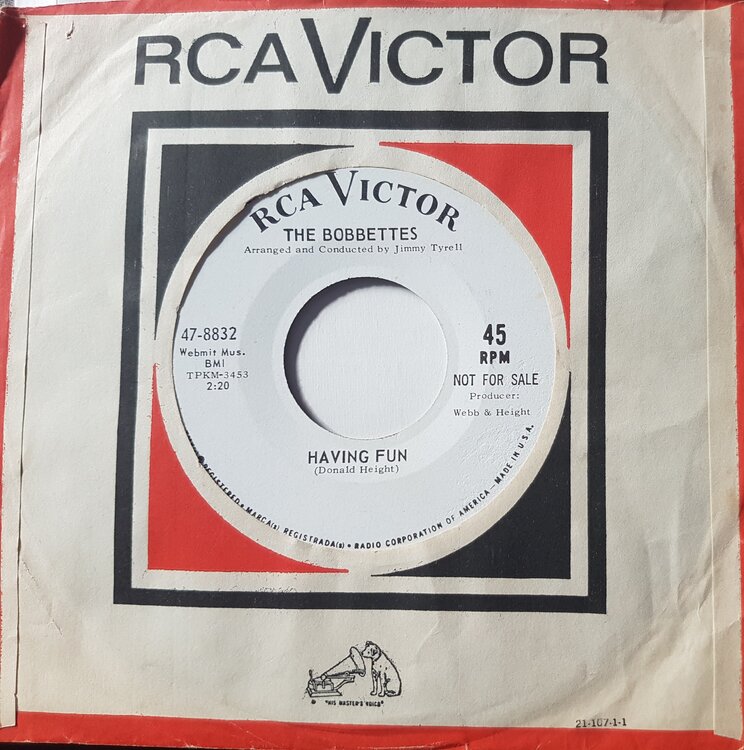 RCA VICTOR
RCA VICTOR
THE BOBBETTES
Arranged and Conducted by Jimmy Tyrell
47-8832
Webmit Mus.
BMI
TPKM-3453
2:20
45
RPM
NOT FOR SALE
Producer:
Webb & Height
HAVING FUN
(Donald Height)
® REGISTERED • MARCA(s) REGISTRADA(s) • RADIO CORPORATION OF AMERICA—MADE IN U.S.A.
"HIS MASTER'S VOICE"
21-107-1-1